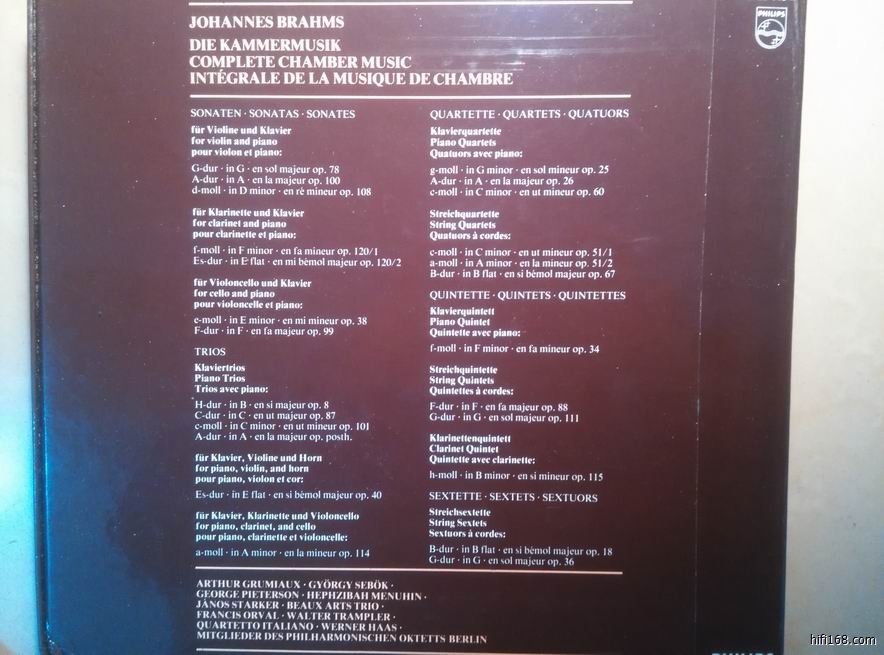 JOHANNES BRAHMS
DIE KAMMERMUSIK
COMPLETE CHAMBER MUSIC
INTÉGRALE DE LA MUSIQUE DE CHAMBRE
PHILIPS
SONATEN · SONATAS · SONATES
für Violine und Klavier
for violin and piano
pour violon et piano:
G-dur · in G · en sol majeur op. 78
A-dur · in A · en la majeur op. 100
d-moll · in D minor · en ré mineur op. 108
für Klarinette und Klavier
for clarinet and piano
pour clarinette et piano:
f-moll · in F minor · en fa mineur op. 120/1
Es-dur · in E flat · en mi bémol majeur op. 120/2
für Violoncello und Klavier
for cello and piano
pour violoncelle et piano:
e-moll · in E minor · en mi mineur op. 38
F-dur · in F · en fa majeur op. 99
TRIOS
Klaviertrios
Piano Trios
Trios avec piano:
H-dur · in B · en si majeur op. 8
C-dur · in C · en ut majeur op. 87
c-moll · in C minor · en ut mineur op. 101
A-dur · in A · en la majeur op. posth.
für Klavier, Violine und Horn
for piano, violin, and horn
pour piano, violon et cor:
Es-dur · in E flat · en si bémol majeur op. 40
für Klavier, Klarinette und Violoncello
for piano, clarinet, and cello
pour piano, clarinette et violoncelle:
a-moll · in A minor · en la mineur op. 114
QUARTETTE · QUARTETS · QUATUORS
Klavierquartette
Piano Quartets
Quatuors avec piano:
g-moll · in G minor · en sol mineur op. 25
A-dur · in A · en la majeur op. 26
c-moll · in C minor · en ut mineur op. 60
Streichquartette
String Quartets
Quatuors à cordes:
c-moll · in C minor · en ut mineur op. 51/1
a-moll · in A minor · en la mineur op. 51/2
B-dur · in B flat · en si bémol majeur op. 67
QUINTETTE · QUINTETS · QUINTETTES
Klavierquintett
Piano Quintet
Quintette avec piano:
f-moll · in F minor · en fa mineur op. 34
Streichquintette
String Quintets
Quintettes à cordes:
F-dur · in F · en fa majeur op. 88
G-dur · in G · en sol majeur op. 111
Klarinettenquintett
Clarinet Quintet
Quintette avec clarinette:
h-moll · in B minor · en si mineur op. 115
SEXTETTE · SEXTETS · SEXTUORS
Streichsextette
String Sextets
Sextuors à cordes:
B-dur · in B flat · en si bémol majeur op. 18
G-dur · in G · en sol majeur op. 36
ARTHUR GRUMIAUX · GYÖRGY SEBŐK ·
GEORGE PIETERSON · HEPHZIBAH MENUHIN ·
JÁNOS STARKER · BEAUX ARTS TRIO ·
FRANCIS ORVAL · WALTER TRAMPLER ·
QUARTETTO ITALIANO · WERNER HAAS ·
MITGLIEDER DES PHILHARMONISCHEN OKTETTS BERLIN
hifi168.com
PHILIPS